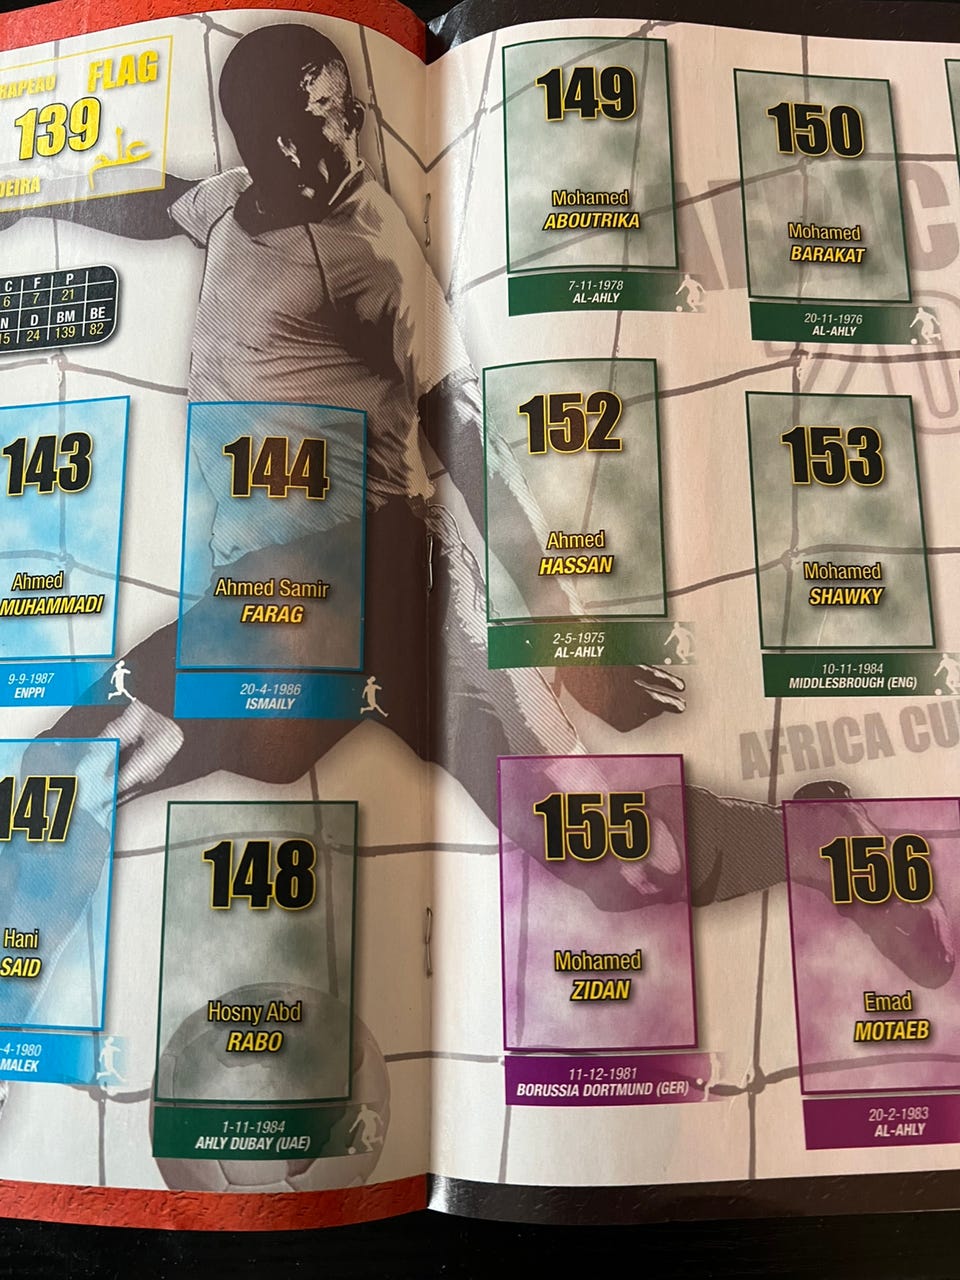 FLAG
139
علم
C F P
6 7 21
N D BM BE
15 24 139 82
143
Ahmed
MUHAMMADI
9-9-1987
ENPPI
144
Ahmed Samir
FARAG
20-4-1986
ISMAILY
147
Hani
SAID
-4-1980
MALEK
148
Hosny Abd
RABO
1-11-1984
AHLY DUBAY (UAE)
149
Mohamed
ABOUTRIKA
7-11-1978
AL-AHLY
150
Mohamed
BARAKAT
20-11-1976
AL-AHLY
152
Ahmed
HASSAN
2-5-1975
AL-AHLY
153
Mohamed
SHAWKY
10-11-1984
MIDDLESBROUGH (ENG)
AFRICA CU
155
Mohamed
ZIDAN
11-12-1981
BORUSSIA DORTMUND (GER)
156
Emad
MOTAEB
20-2-1983
AL-AHLY